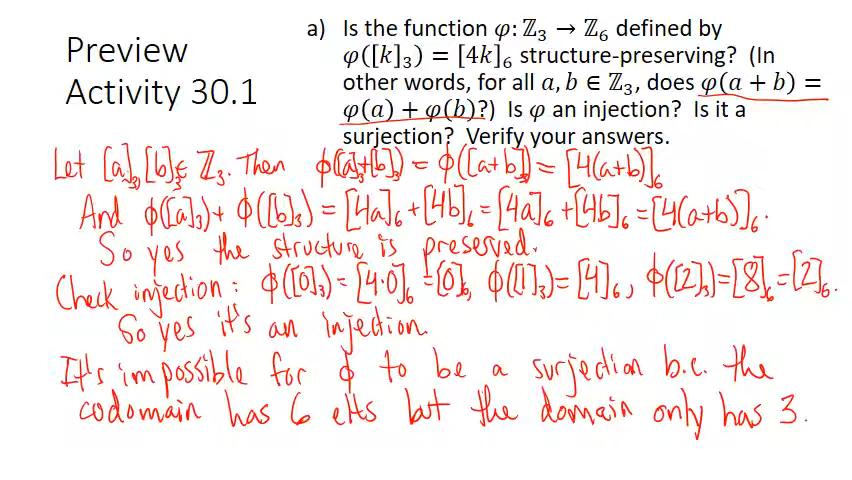 Preview
Activity 30.1
a) Is the function φ: ℤ₃ → ℤ₆ defined by
φ([k]₃) = [4k]₆ structure-preserving? (In
other words, for all a, b ∈ ℤ₃, does φ(a + b) =
φ(a) + φ(b)?) Is φ an injection? Is it a
surjection? Verify your answers.
Let [a]₃, [b]₃ ∈ ℤ₃. Then ϕ([a]₃+[b]₃) = ϕ([a+b]₃) = [4(a+b)]₆
And ϕ([a]₃) + ϕ([b]₃) = [4a]₆ + [4b]₆ = [4a]₆ + [4b]₆ = [4(a+b)]₆.
So yes the structure is preserved.
Check injection: ϕ([0]₃) = [4·0]₆ = [0]₆, ϕ([1]₃) = [4]₆, ϕ([2]₃) = [8]₆ = [2]₆.
So yes it's an injection.
It's impossible for ϕ to be a surjection b.c. the
codomain has 6 elts but the domain only has 3.